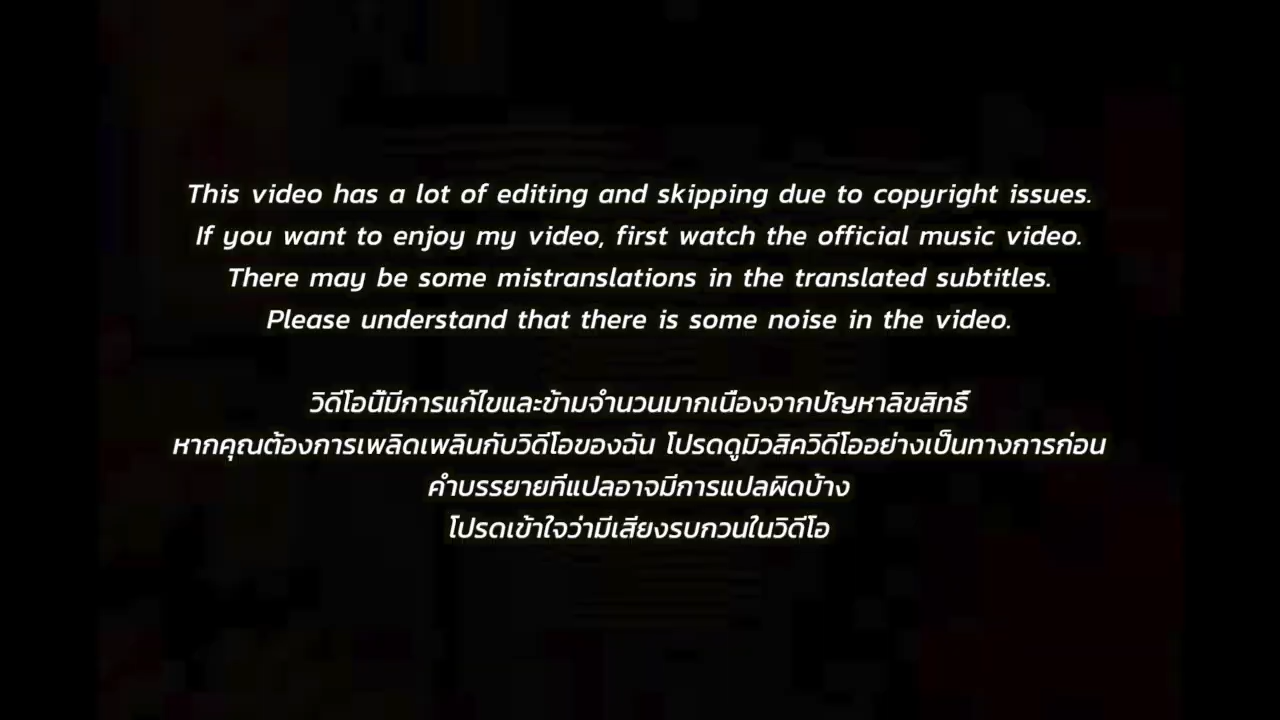 This video has a lot of editing and skipping due to copyright issues.
If you want to enjoy my video, first watch the official music video.
There may be some mistranslations in the translated subtitles.
Please understand that there is some noise in the video.
วิดีโอนี้มีการแก้ไขและข้ามจำนวนมากเนื่องจากปัญหาลิขสิทธิ์
หากคุณต้องการเพลิดเพลินกับวิดีโอของฉัน โปรดดูมิวสิควิดีโออย่างเป็นทางการก่อน
คำบรรยายที่แปลอาจมีการแปลผิดบ้าง
โปรดเข้าใจว่ามีเสียงรบกวนในวิดีโอ